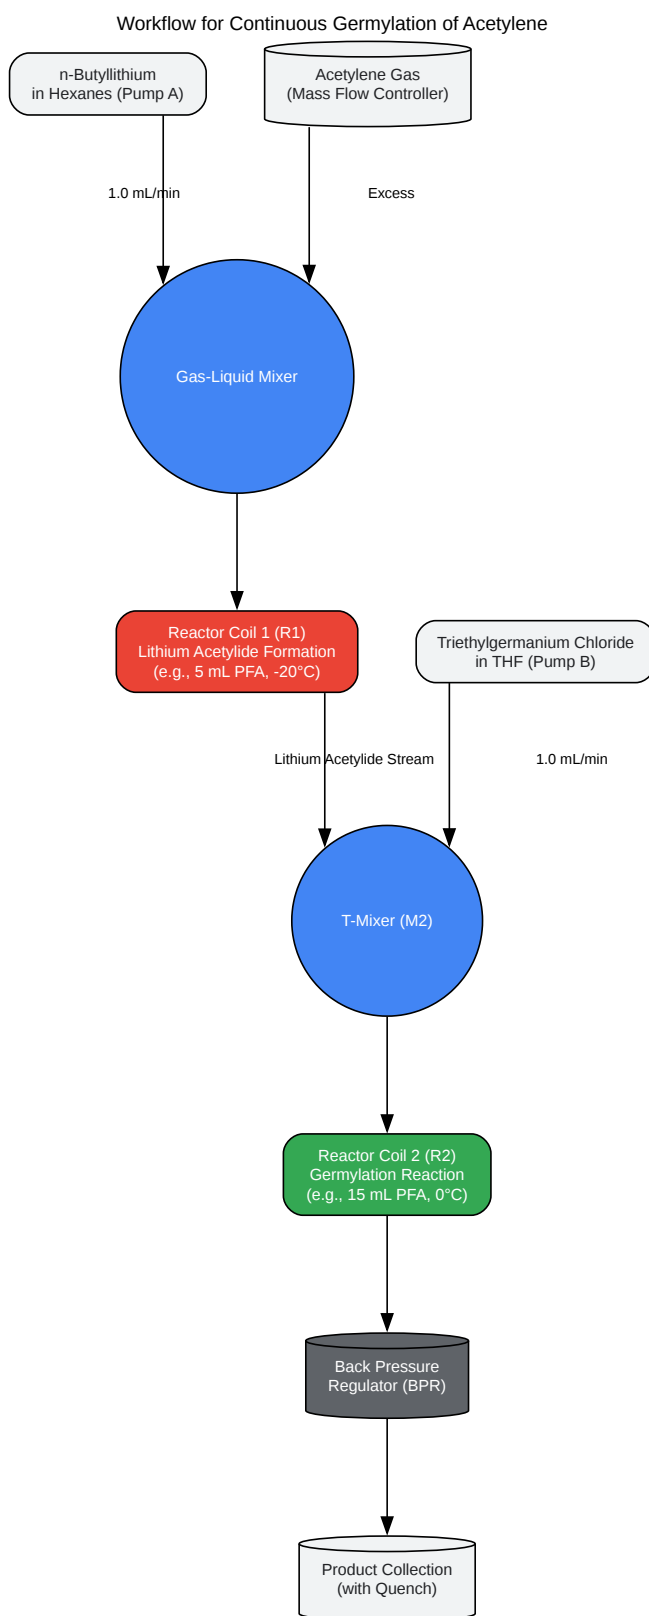 Workflow for Continuous Germylation of Acetylene
n-Butyllithium
in Hexanes (Pump A)
Acetylene Gas
(Mass Flow Controller)
1.0 mL/min
Excess
Gas-Liquid Mixer
Reactor Coil 1 (R1)
Lithium Acetylide Formation
(e.g., 5 mL PFA, -20°C)
Triethylgermanium Chloride
in THF (Pump B)
Lithium Acetylide Stream
1.0 mL/min
T-Mixer (M2)
Reactor Coil 2 (R2)
Germylation Reaction
(e.g., 15 mL PFA, 0°C)
Back Pressure
Regulator (BPR)
Product Collection
(with Quench)